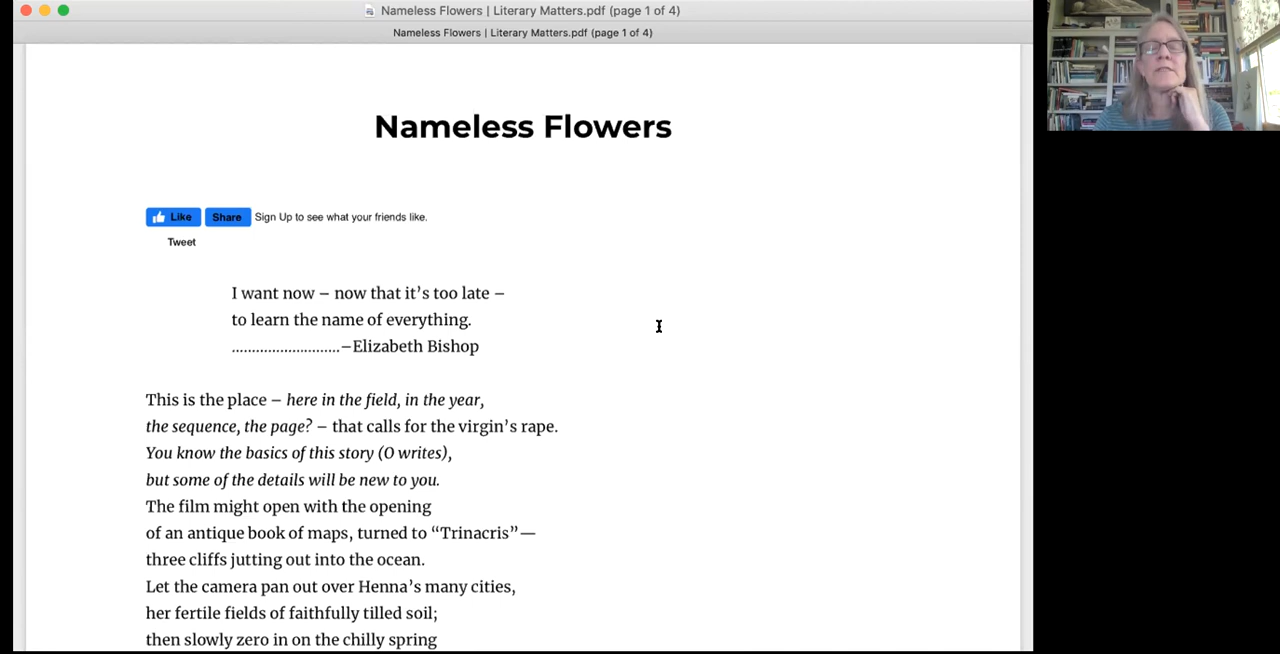 Nameless Flowers | Literary Matters.pdf (page 1 of 4)
Nameless Flowers | Literary Matters.pdf (page 1 of 4)
Nameless Flowers
Like Share Sign Up to see what your friends like.
Tweet
I want now – now that it's too late –
to learn the name of everything.
...........................–Elizabeth Bishop
This is the place – here in the field, in the year,
the sequence, the page? – that calls for the virgin's rape.
You know the basics of this story (O writes),
but some of the details will be new to you.
The film might open with the opening
of an antique book of maps, turned to “Trinacris”—
three cliffs jutting out into the ocean.
Let the camera pan out over Henna's many cities,
her fertile fields of faithfully tilled soil;
then slowly zero in on the chilly spring